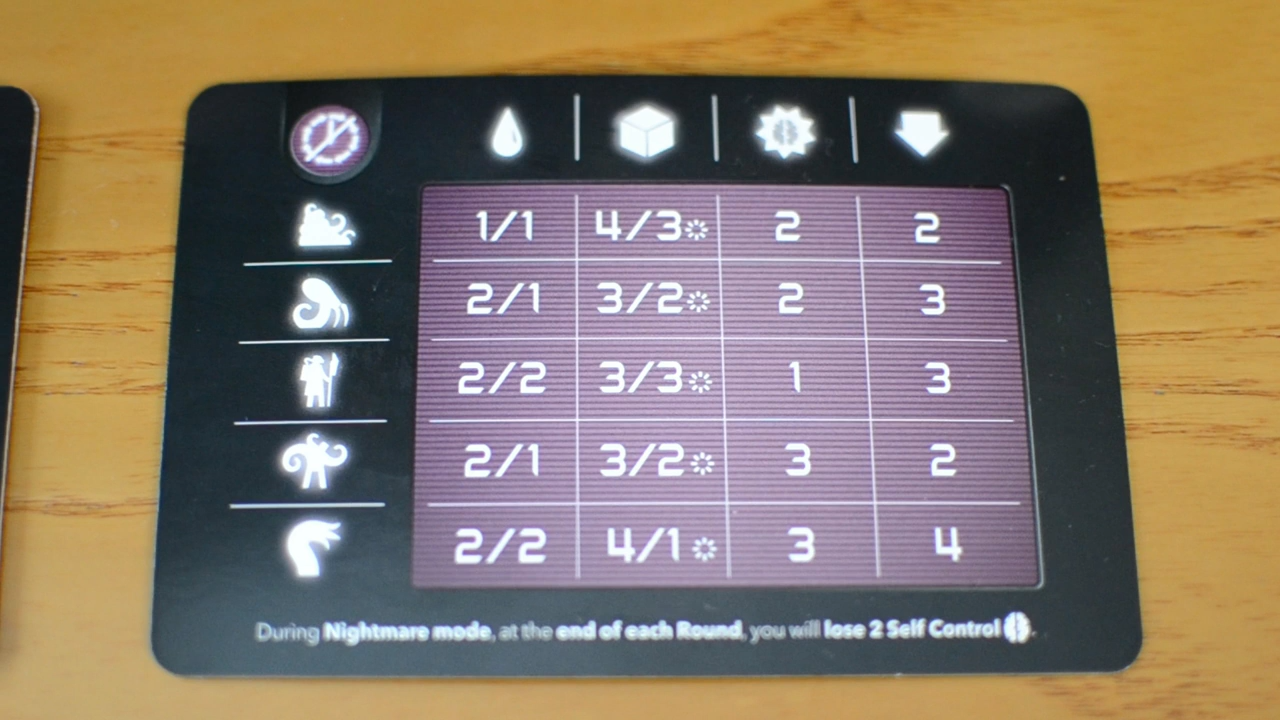 1/1 4/3 2 2
2/1 3/2 2 3
2/2 3/3 1 3
2/1 3/2 3 2
2/2 4/1 3 4
During Nightmare mode, at the end of each Round, you will lose 2 Self Control